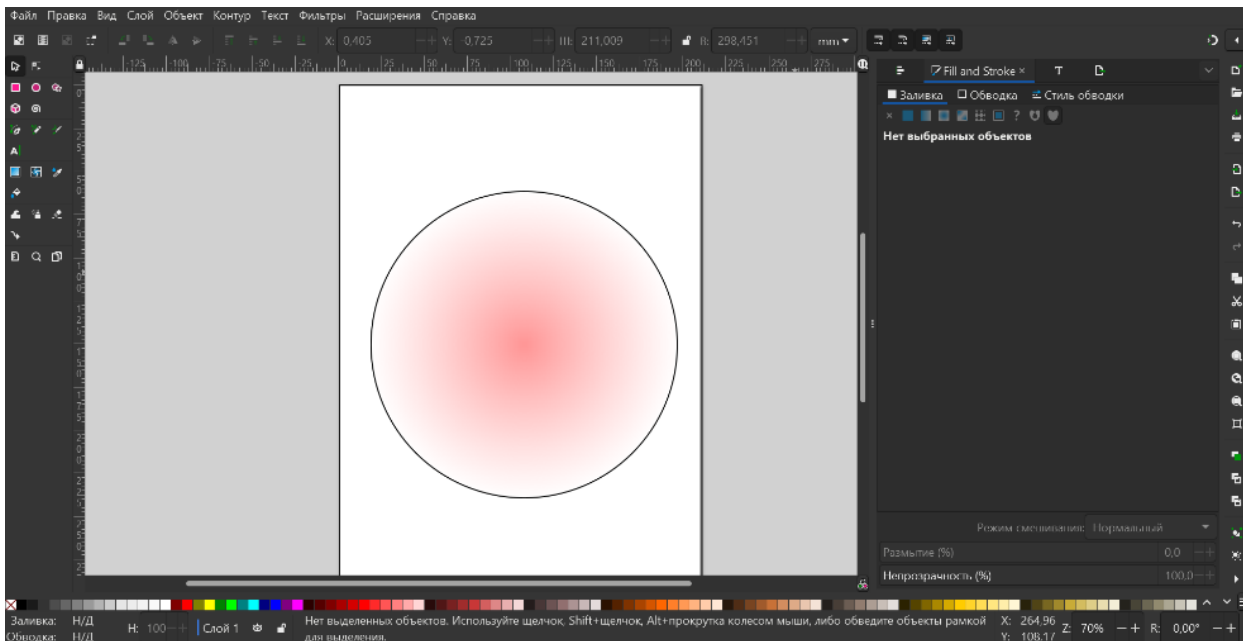 Файл Правка Вид Слой Объект Контур Текст Фильтры Расширения Справка
X: 0,405 Y: -0,725 Ш: 211,009 В: 298,451 mm
Fill and Stroke
Заливка Обводка Стиль обводки
Нет выбранных объектов
Режим смешивания: Нормальный
Размытие (%) 0,0
Непрозрачность (%) 100,0
Заливка: Н/Д
Обводка: Н/Д
Н: 100
Слой 1
Нет выделенных объектов. Используйте щелчок, Shift+щелчок, Alt+прокрутка колесом мыши, либо обведите объекты рамкой
для выделения.
X: 264,96
Y: 108,17
Z: 70% R: 0,00°